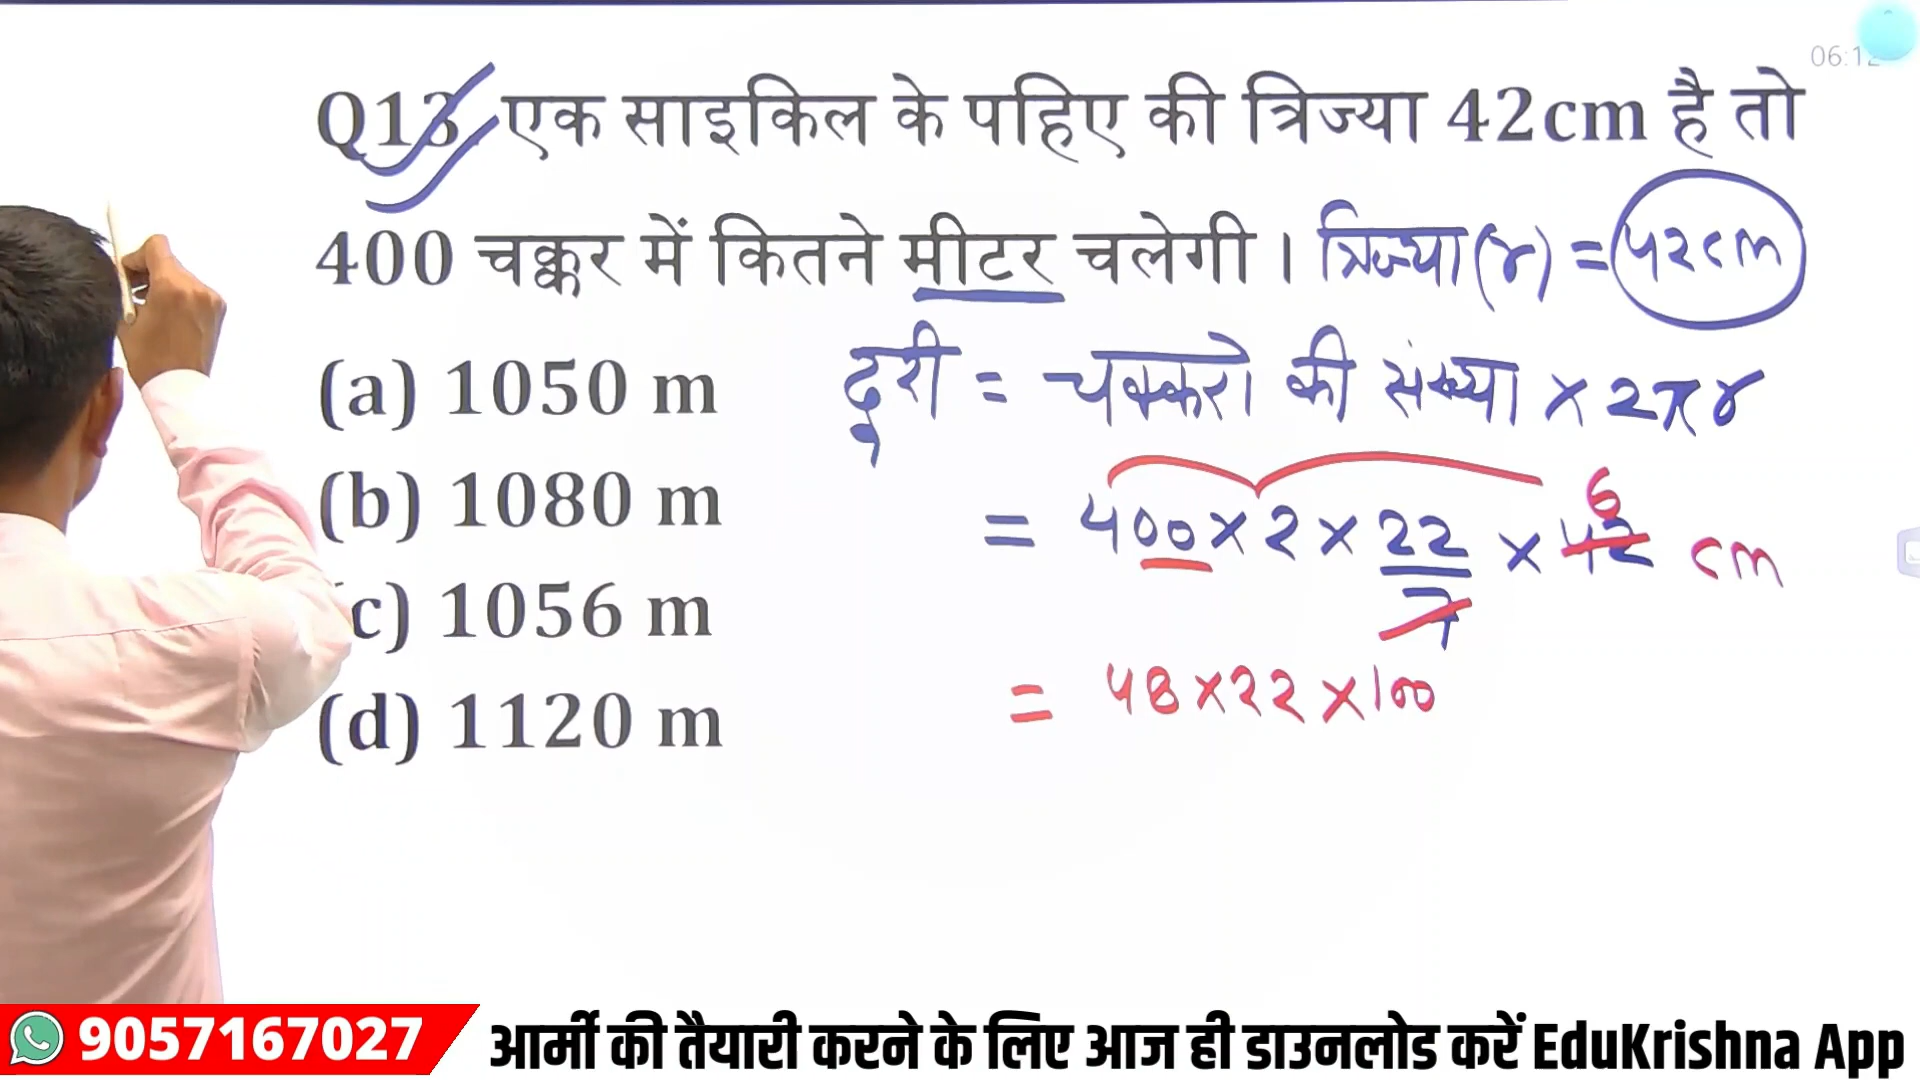 06:12
Q13. एक साइकिल के पहिए की त्रिज्या 42cm है तो
400 चक्कर में कितने मीटर चलेगी। त्रिज्या (r) = 42cm
(a) 1050 m
दूरी = चक्करो की संख्या × 2πr
(b) 1080 m
= 400 × 2 × 22/7 × 42 cm
6
(c) 1056 m
= 48 × 22 × 100
(d) 1120 m
9057167027 आर्मी की तैयारी करने के लिए आज ही डाउनलोड करें EduKrishna App